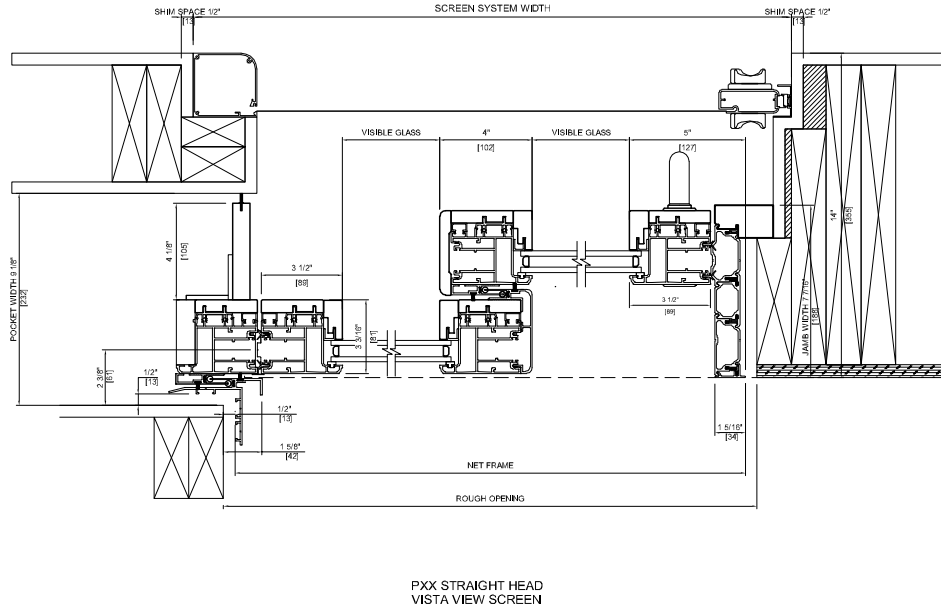 SHIM SPACE 1/2"
[13]
SCREEN SYSTEM WIDTH
SHIM SPACE 1/2"
[13]
VISIBLE GLASS
4"
[102]
VISIBLE GLASS
5"
[127]
14"
[355]
POCKET WIDTH 9 1/8"
[232]
4 1/8"
[105]
3 1/2"
[89]
3 1/2"
[89]
3 3/16"
[81]
JAMB WIDTH 7 7/16"
[188]
2 3/8"
[61]
1/2"
[13]
1/2"
[13]
1 5/8"
[42]
1 5/16"
[34]
NET FRAME
ROUGH OPENING
PXX STRAIGHT HEAD
VISTA VIEW SCREEN